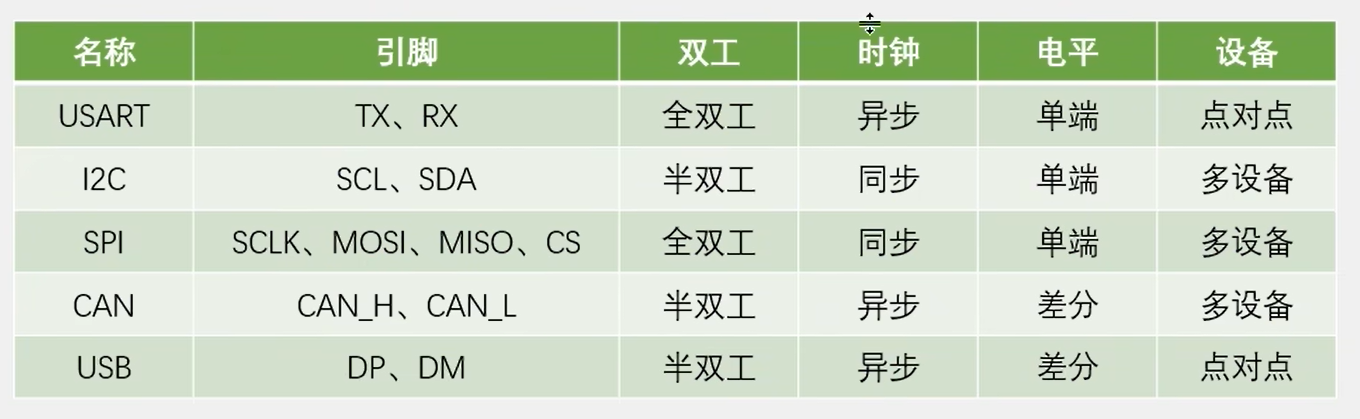 名称 引脚 双工 时钟 电平 设备
USART TX、RX 全双工 异步 单端 点对点
I2C SCL、SDA 半双工 同步 单端 多设备
SPI SCLK、MOSI、MISO、CS 全双工 同步 单端 多设备
CAN CAN_H、CAN_L 半双工 异步 差分 多设备
USB DP、DM 半双工 异步 差分 点对点